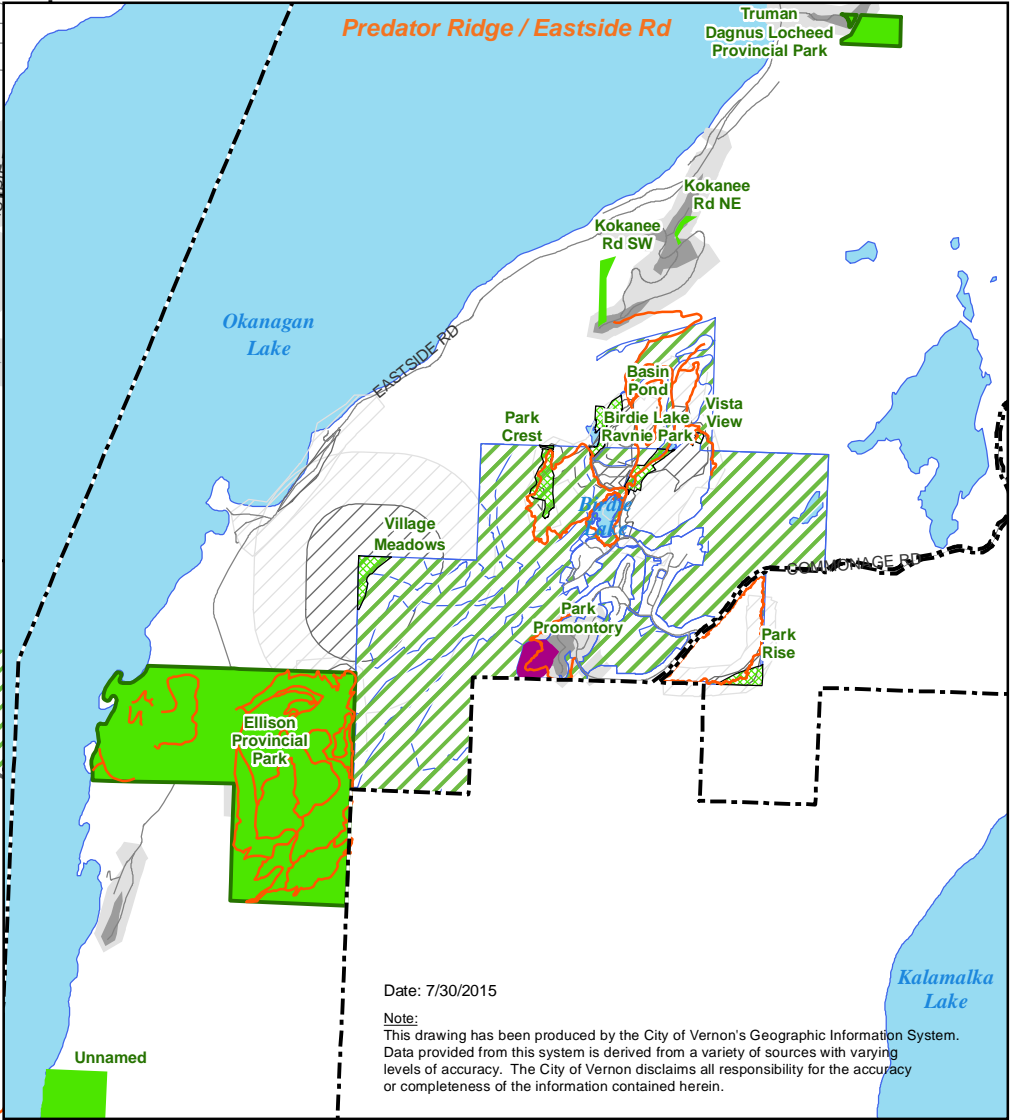 Predator Ridge / Eastside Rd
Truman
Dagnus Locheed
Provincial Park
Kokanee
Rd NE
Kokanee
Rd SW
Okanagan
Lake
EASTSIDE RD
Basin
Pond
Vista
View
Park
Crest
Birdie Lake
Ravnie Park
Birdie
Lake
Village
Meadows
COMMONAGE RD
Park
Promontory
Park
Rise
Ellison
Provincial
Park
Kalamalka
Lake
Date: 7/30/2015
Note:
This drawing has been produced by the City of Vernon's Geographic Information System.
Data provided from this system is derived from a variety of sources with varying
levels of accuracy. The City of Vernon disclaims all responsibility for the accuracy
or completeness of the information contained herein.
Unnamed